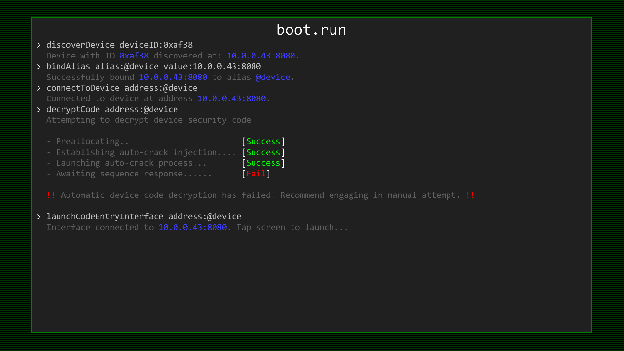 boot.run
> discoverDevice deviceID:0xaf38
Device with ID 0xaf38 discovered at: 10.0.0.43:8080.
> bindAlias alias:@device value:10.0.0.43:8080
Successfully bound 10.0.0.43:8080 to alias @device.
> connectToDevice address:@device
Connected to device at address 10.0.0.43:8080.
> decryptCode address:@device
Attempting to decrypt device security code
- Preallocating.. [Success]
- Establishing auto-crack injection.... [Success]
- Launching auto-crack process... [Success]
- Awaiting sequence response...... [Fail]
!! Automatic device code decryption has failed. Recommend engaging in manual attempt. !!
> launchCodeEntryInterface address:@device
Interface connected to 10.0.0.43:8080. Tap screen to launch...